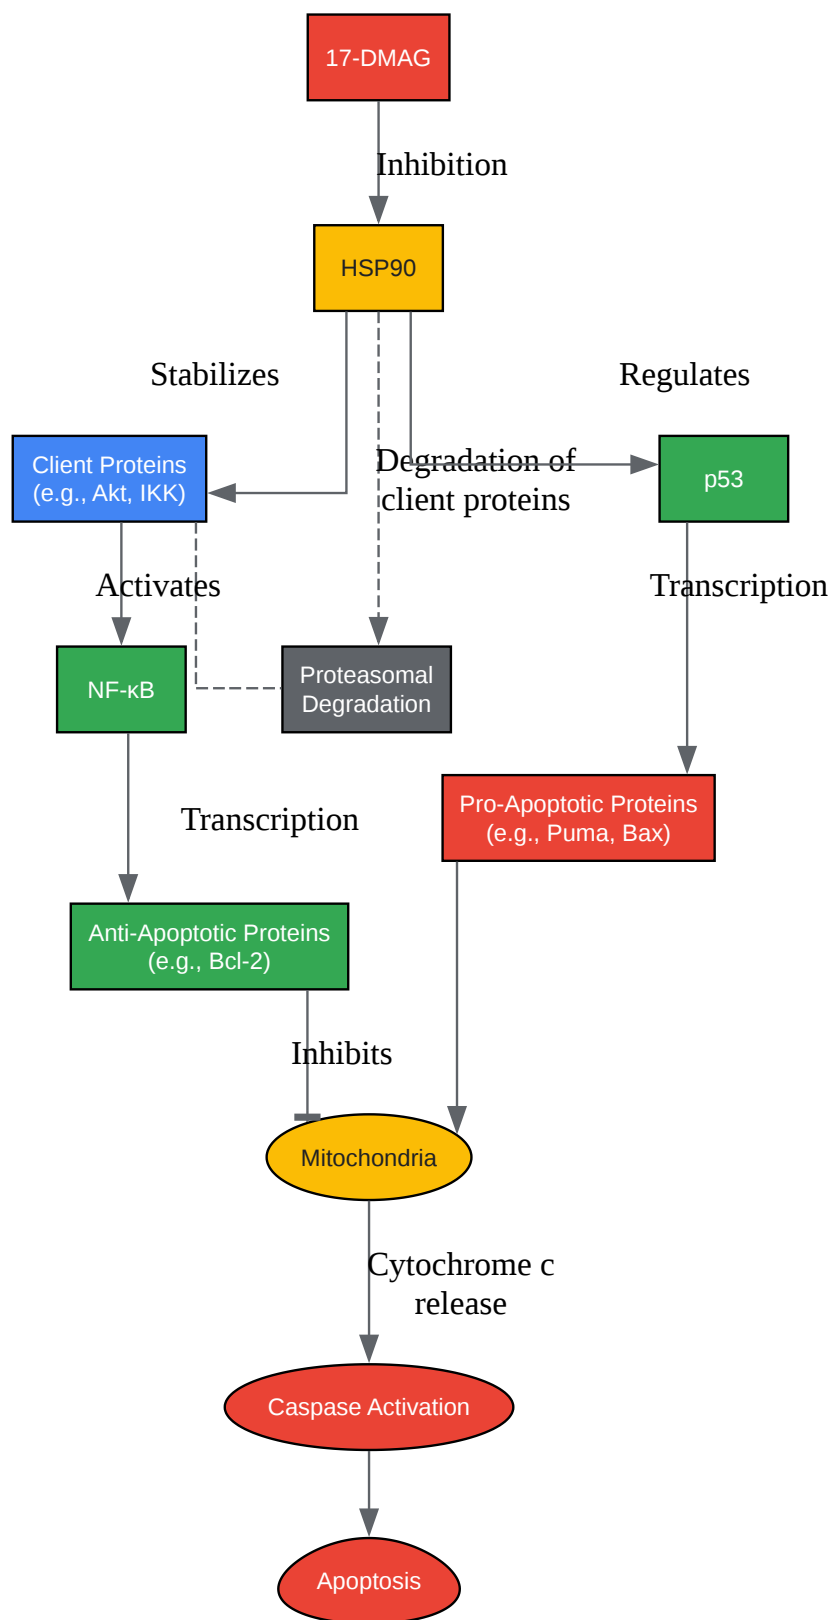 17-DMAG
Inhibition
HSP90
Stabilizes
Regulates
Degradation of
client proteins
Client Proteins
(e.g., Akt, IKK)
p53
Activates
Transcription
NF-κB
Proteasomal
Degradation
Transcription
Pro-Apoptotic Proteins
(e.g., Puma, Bax)
Anti-Apoptotic Proteins
(e.g., Bcl-2)
Inhibits
Mitochondria
Cytochrome c
release
Caspase Activation
Apoptosis